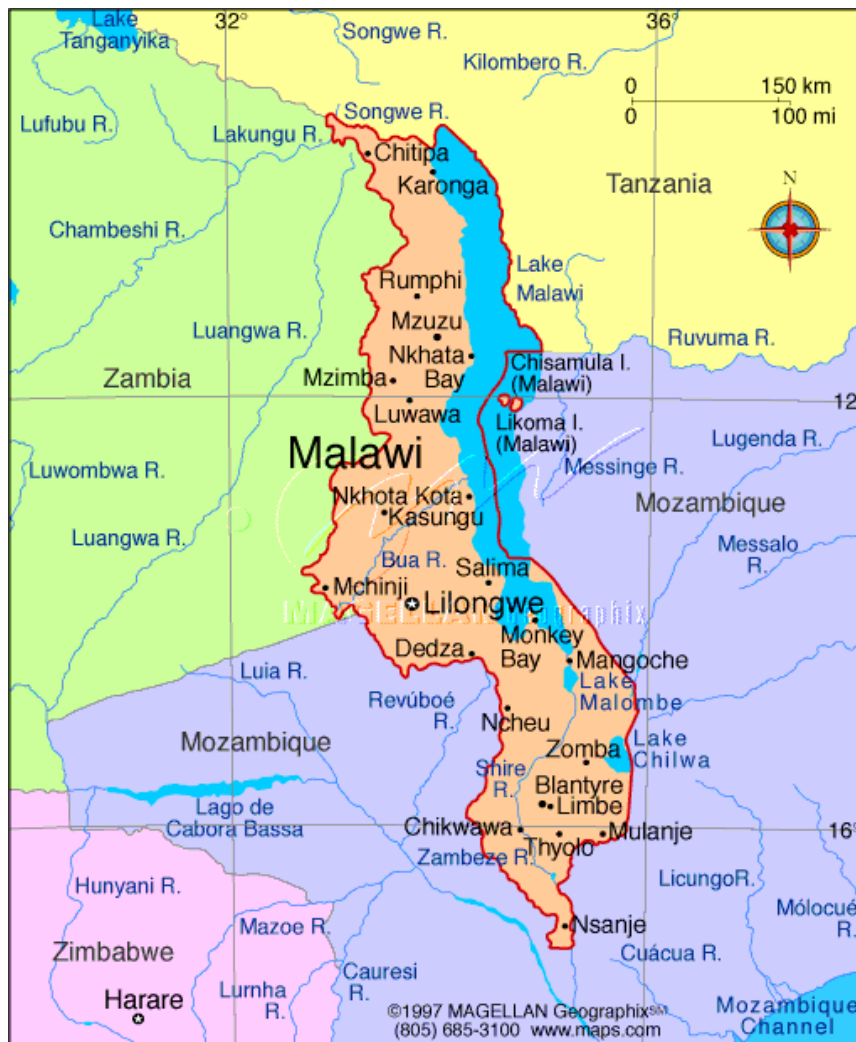 Lake
Tanganyika
32°
36°
Songwe R.
Kilombero R.
0 150 km
0 100 mi
Lufubu R.
Lakungu R.
Songwe R.
Chitipa
Karonga
Tanzania
N
Chambeshi R.
Lake
Malawi
Rumphi
Luangwa R.
Mzuzu
Ruvuma R.
Nkhata
Bay
Chisamula I.
(Malawi)
Zambia
Mzimba
Luwawa
12
Likoma I.
(Malawi)
Lugenda R.
Malawi
Luwombwa R.
Messinge R.
Nkhota Kota
Mozambique
Kasungu
Luangwa R.
Messalo
R.
Bua R.
Salima
Mchinji
Lilongwe
MAGELLAN Geographix
Monkey
Bay
Dedza
Mangoche
Luia R.
Lake
Malombe
Revúboé
R.
Ncheu
Mozambique
Zomba
Lake
Chilwa
Shire
R.
Blantyre
Limbe
Lago de
Cabora Bassa
Chikwawa
Thyolo
Mulanje
16°
Zambeze R.
Hunyani R.
LicungoR.
Mólocué
R.
Mazoe R.
Nsanje
Zimbabwe
Cuácua R.
Cauresi
R.
Lurnha
R.
Harare
©1997 MAGELLAN Geographix℠
(805) 685-3100 www.maps.com
Mozambique
Channel